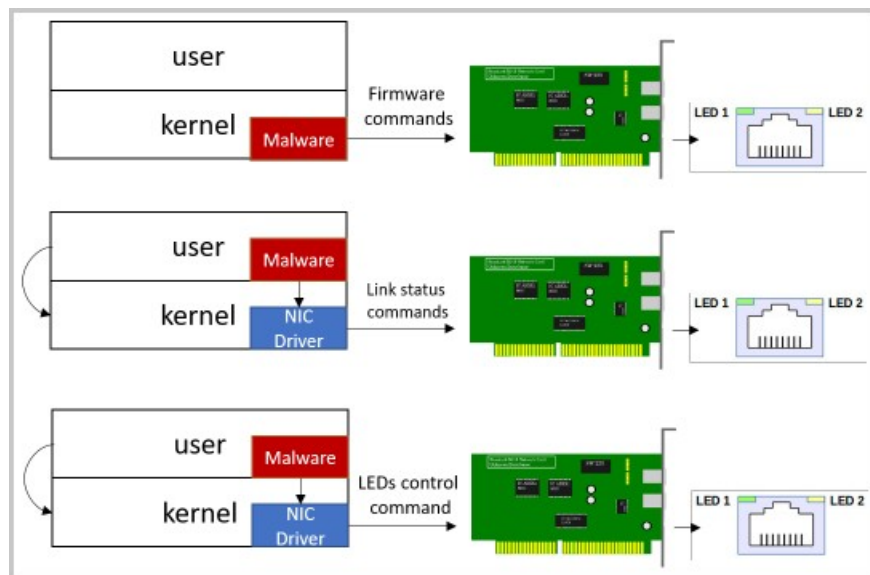 user
kernel
Malware
Firmware
commands
LED 1
LED 2
user
Malware
kernel
NIC
Driver
Link status
commands
LED 1
LED 2
user
Malware
kernel
NIC
Driver
LEDs control
command
LED 1
LED 2